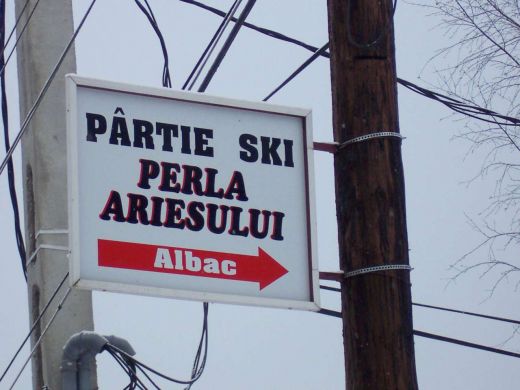 PÂRTIE SKI
PERLA
ARIESULUI
Albac